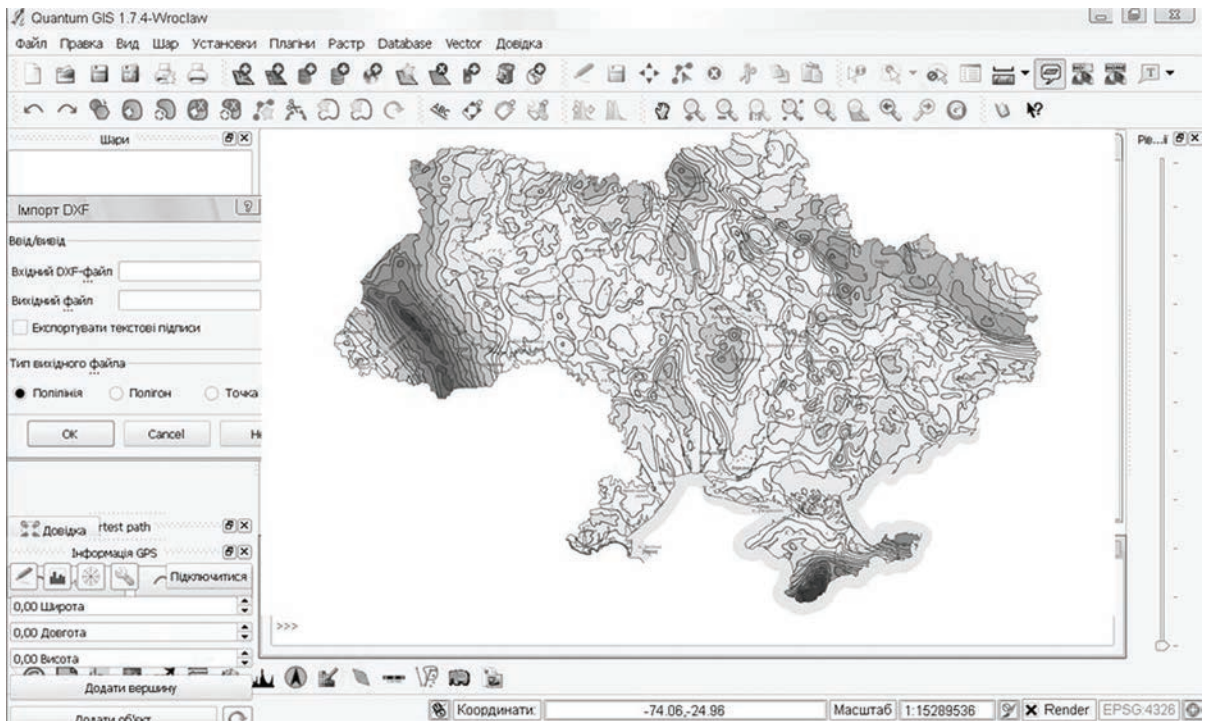 Quantum GIS 1.7.4-Wroclaw
Файл Правка Вид Шар Установки Плагіни Растр Database Vector Довідка
Шари
Імпорт DXF
Ввід/вивід
Вхідний DXF-файл
Вихідний файл
Експортувати текстові підписи
Тип вихідного файла
Полілінія Полігон Точка
OK Cancel
Довідка rtest path
Інформація GPS
Підключитися
0,00 Широта
0,00 Довгота
0,00 Висота
>>>
Додати вершину
Додати об'єкт
Координати: -74.06,-24.96 Масштаб 1:15289536 Render EPSG:4326